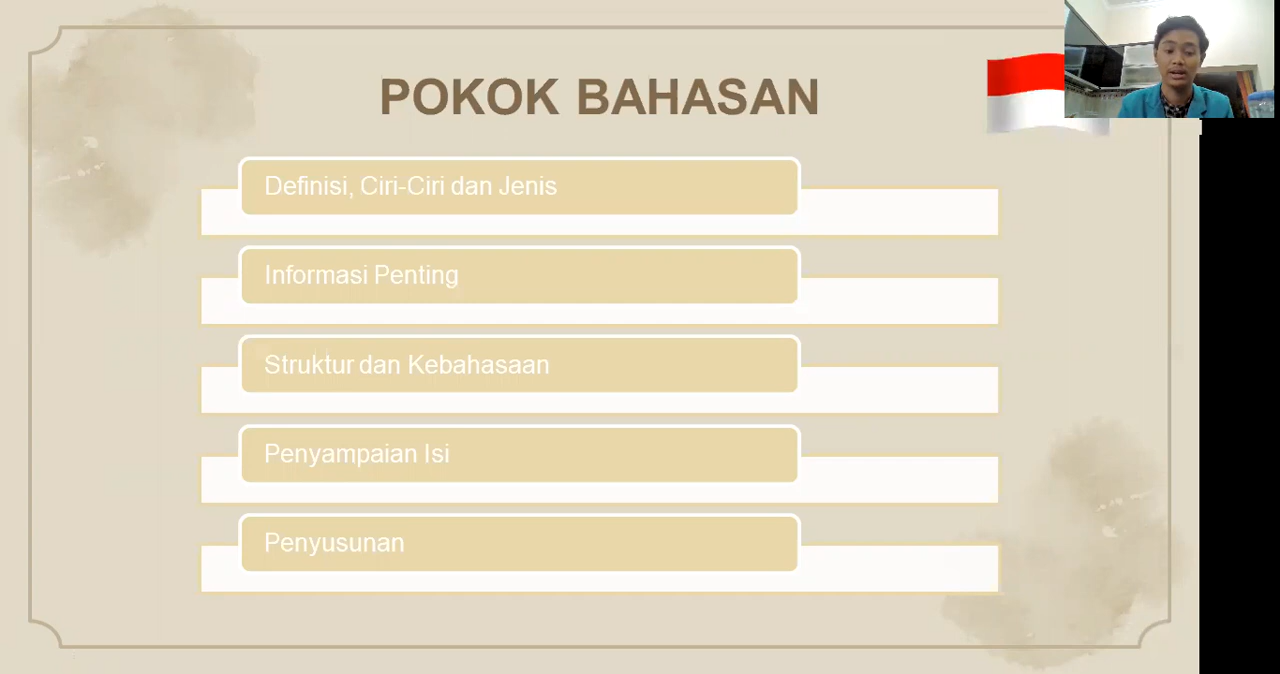 POKOK BAHASAN
Definisi, Ciri-Ciri dan Jenis
Informasi Penting
Struktur dan Kebahasaan
Penyampaian Isi
Penyusunan